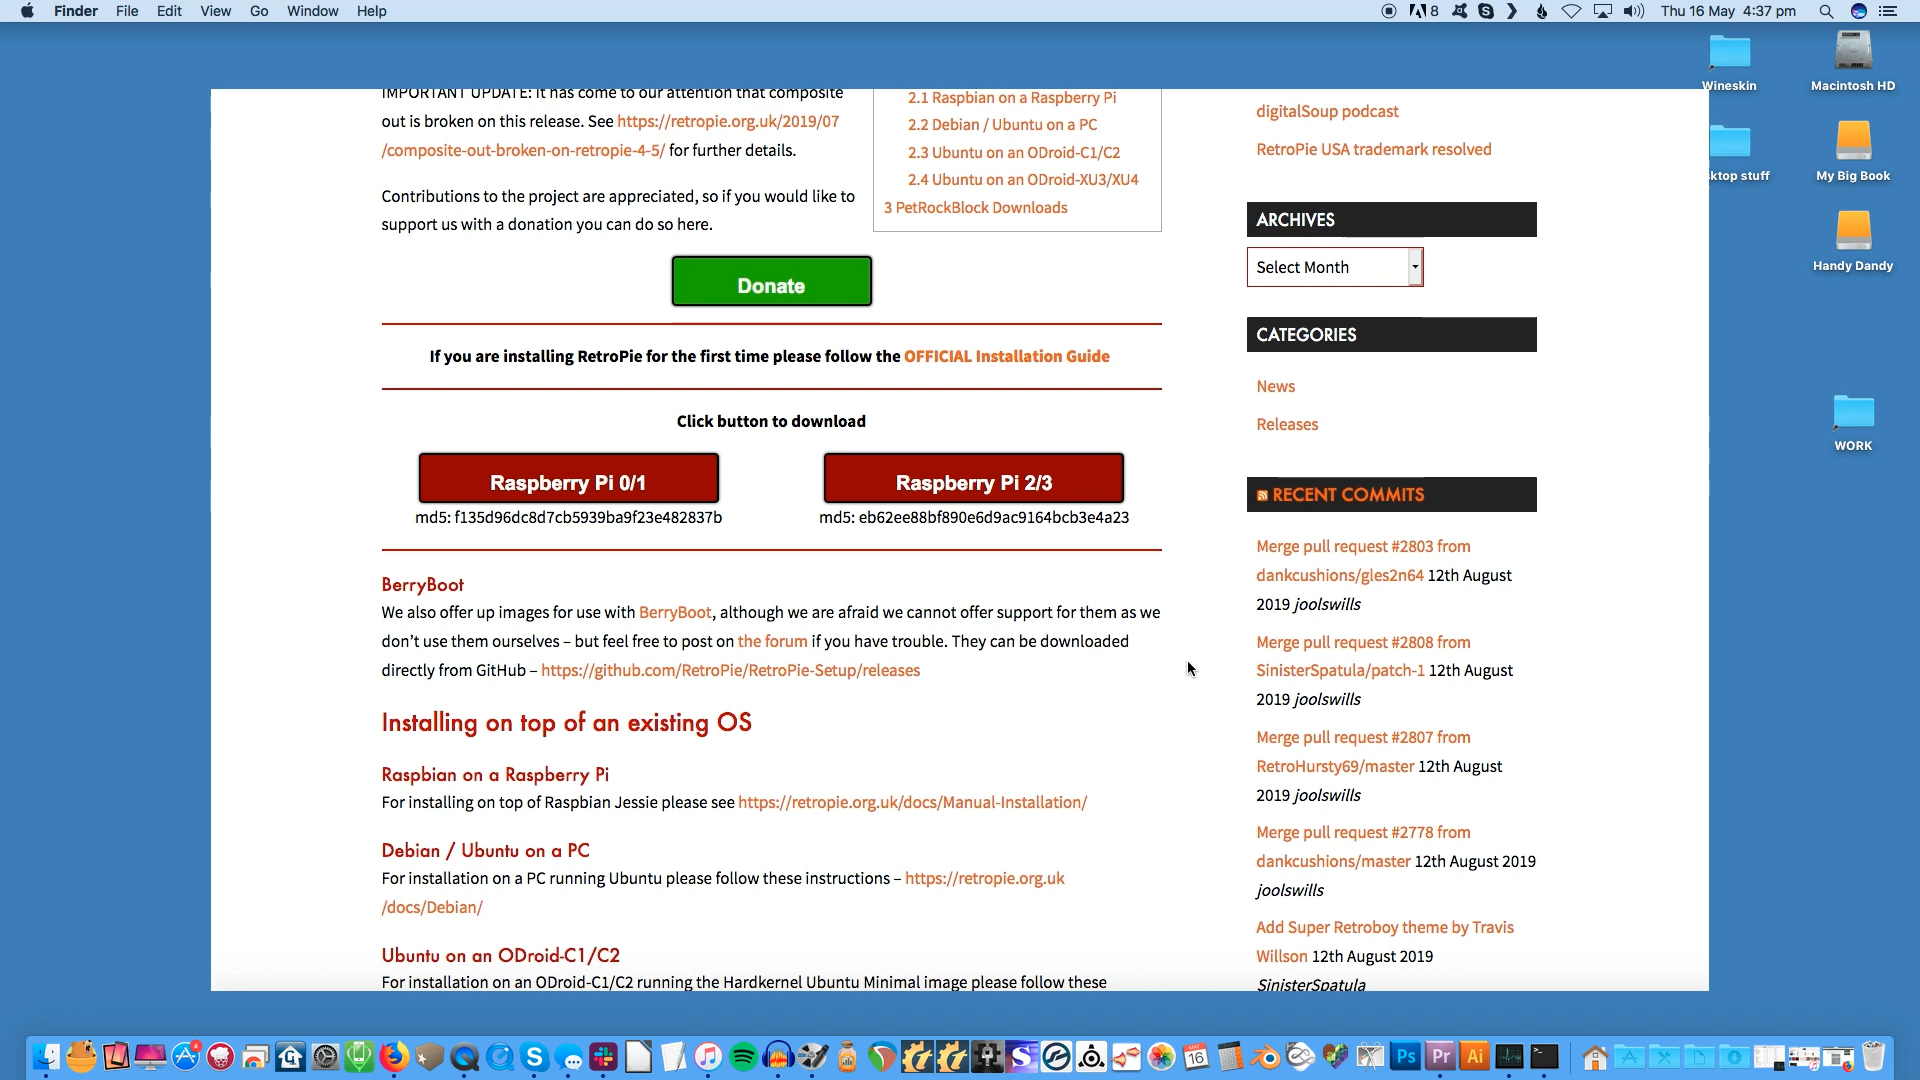 Finder File Edit View Go Window Help
8 Thu 16 May 4:37 pm
Wineskin
Macintosh HD
ktop stuff
My Big Book
Handy Dandy
WORK
IMPORTANT UPDATE: It has come to our attention that composite
out is broken on this release. See https://retropie.org.uk/2019/07
/composite-out-broken-on-retropie-4-5/ for further details.
Contributions to the project are appreciated, so if you would like to
support us with a donation you can do so here.
2.1 Raspbian on a Raspberry Pi
2.2 Debian / Ubuntu on a PC
2.3 Ubuntu on an ODroid-C1/C2
2.4 Ubuntu on an ODroid-XU3/XU4
3 PetRockBlock Downloads
Donate
If you are installing RetroPie for the first time please follow the OFFICIAL Installation Guide
Click button to download
Raspberry Pi 0/1
md5: f135d96dc8d7cb5939ba9f23e482837b
Raspberry Pi 2/3
md5: eb62ee88bf890e6d9ac9164bcb3e4a23
BerryBoot
We also offer up images for use with BerryBoot, although we are afraid we cannot offer support for them as we
don't use them ourselves – but feel free to post on the forum if you have trouble. They can be downloaded
directly from GitHub – https://github.com/RetroPie/RetroPie-Setup/releases
Installing on top of an existing OS
Raspbian on a Raspberry Pi
For installing on top of Raspbian Jessie please see https://retropie.org.uk/docs/Manual-Installation/
Debian / Ubuntu on a PC
For installation on a PC running Ubuntu please follow these instructions – https://retropie.org.uk
/docs/Debian/
Ubuntu on an ODroid-C1/C2
For installation on an ODroid-C1/C2 running the Hardkernel Ubuntu Minimal image please follow these
digitalSoup podcast
RetroPie USA trademark resolved
ARCHIVES
Select Month
CATEGORIES
News
Releases
RECENT COMMITS
Merge pull request #2803 from
dankcushions/gles2n64 12th August
2019 joolswills
Merge pull request #2808 from
SinisterSpatula/patch-1 12th August
2019 joolswills
Merge pull request #2807 from
RetroHursty69/master 12th August
2019 joolswills
Merge pull request #2778 from
dankcushions/master 12th August 2019
joolswills
Add Super Retroboy theme by Travis
Willson 12th August 2019
SinisterSpatula
4
16
Ps
Pr
Ai